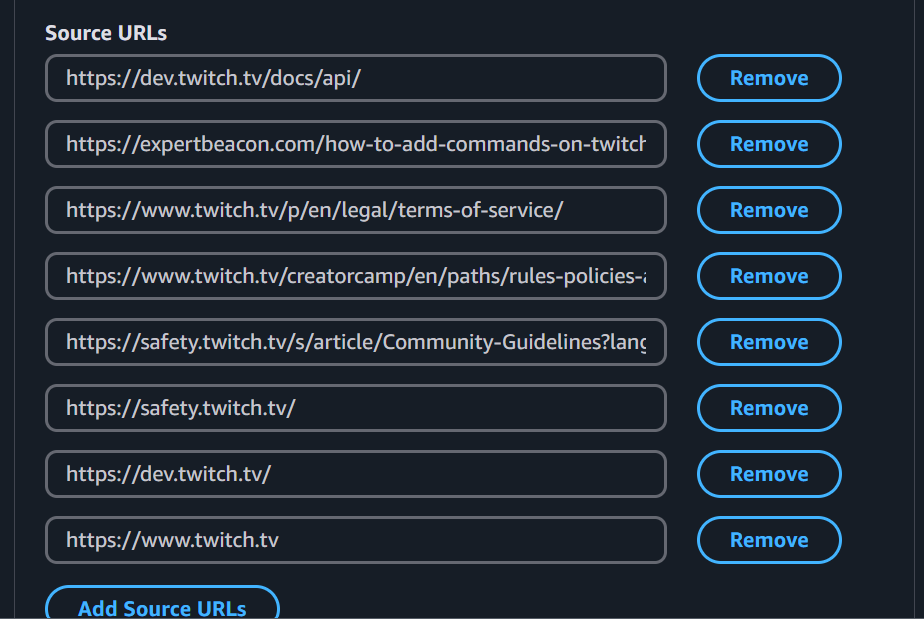 Source URLs
https://dev.twitch.tv/docs/api/ Remove
https://expertbeacon.com/how-to-add-commands-on-twitch Remove
https://www.twitch.tv/p/en/legal/terms-of-service/ Remove
https://www.twitch.tv/creatorcamp/en/paths/rules-policies- Remove
https://safety.twitch.tv/s/article/Community-Guidelines?lang Remove
https://safety.twitch.tv/ Remove
https://dev.twitch.tv/ Remove
https://www.twitch.tv Remove
Add Source URLs